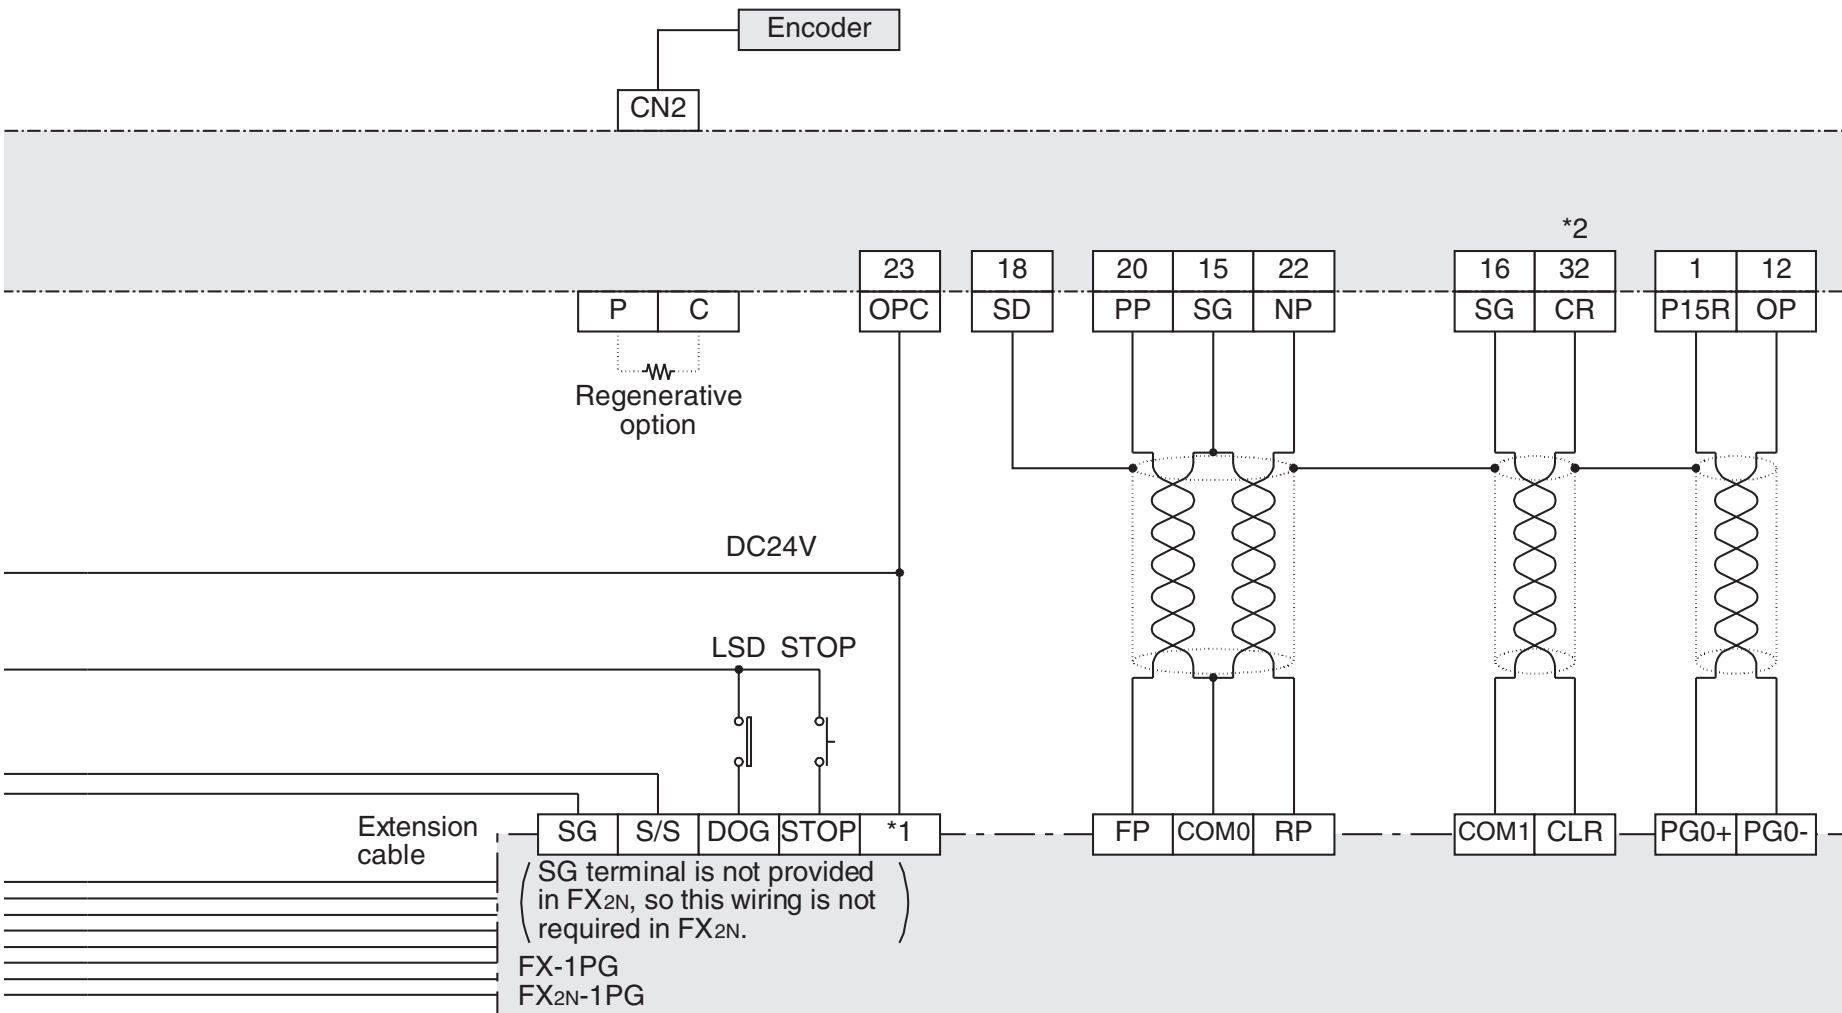 Encoder
CN2
*2
23 18 20 15 22 16 32 1 12
P C OPC SD PP SG NP SG CR P15R OP
Regenerative
option
DC24V
LSD STOP
Extension
cable
SG S/S DOG STOP *1 FP COM0 RP COM1 CLR PG0+ PG0-
(SG terminal is not provided
in FX2N, so this wiring is not
required in FX2N.)
FX-1PG
FX2N-1PG